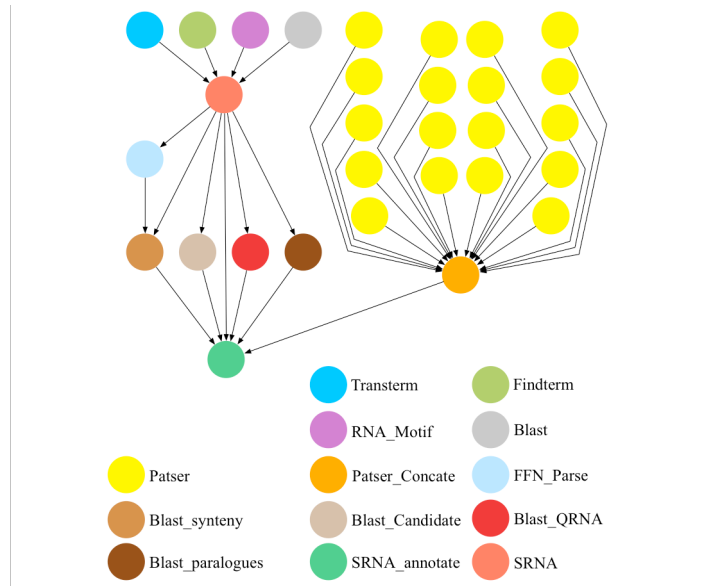 Transterm
Findterm
RNA_Motif
Blast
Patser
Patser_Concate
FFN_Parse
Blast_synteny
Blast_Candidate
Blast_QRNA
Blast_paralogues
SRNA_annotate
SRNA